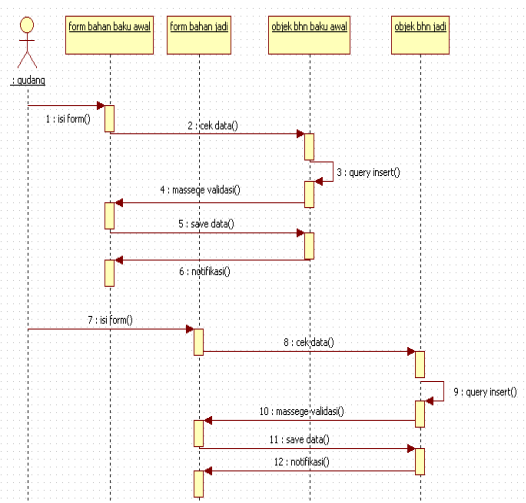 form bahan baku awal
form bahan jadi
objek bhn baku awal
objek bhn jadi
: gudang
1 : isi form()
2 : cek data()
3 : query insert()
4 : massege validasi()
5 : save data()
6 : notifikasi()
7 : isi form()
8 : cek data()
9 : query insert()
10 : massege validasi()
11 : save data()
12 : notifikasi()